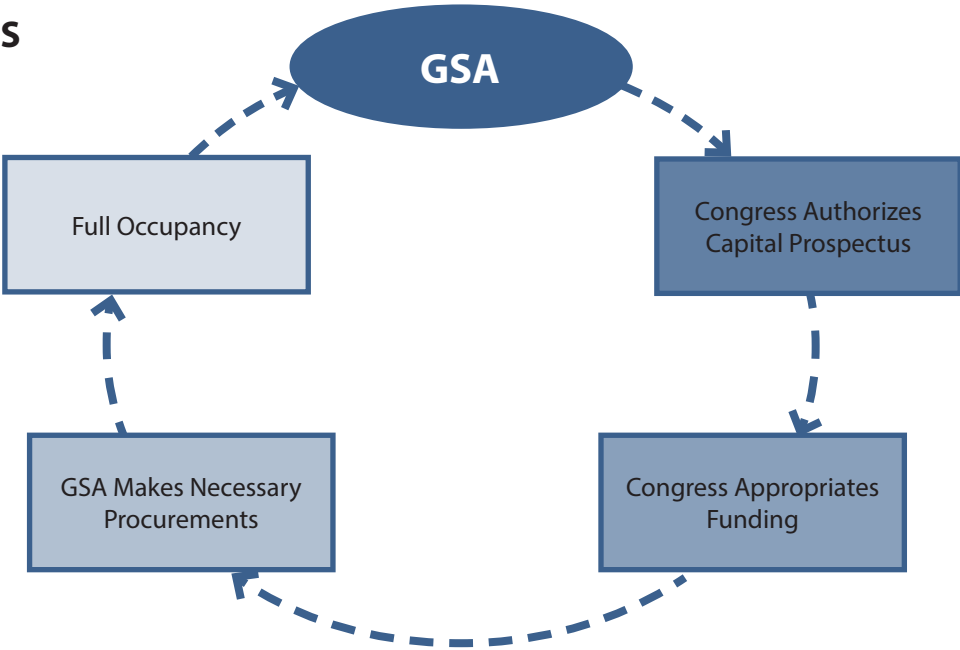 s
GSA
Full Occupancy
Congress Authorizes
Capital Prospectus
GSA Makes Necessary
Procurements
Congress Appropriates
Funding